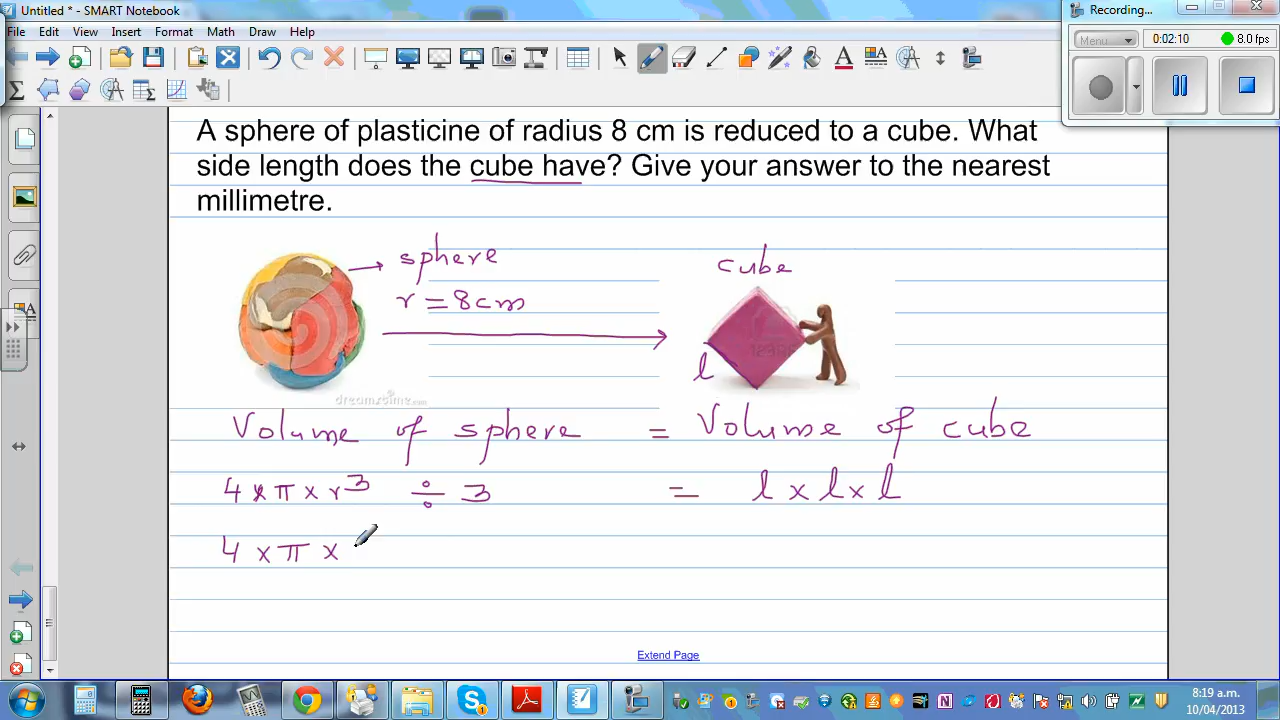 Untitled * - SMART Notebook
File Edit View Insert Format Math Draw Help
Recording...
Menu 0:02:10 8.0 fps
A sphere of plasticine of radius 8 cm is reduced to a cube. What
side length does the cube have? Give your answer to the nearest
millimetre.
sphere
r = 8cm
cube
l
dreamstime.com
Volume of sphere = Volume of cube
4 x π x r³ ÷ 3 = l x l x l
4 x π x
Extend Page
8:19 a.m.
10/04/2013